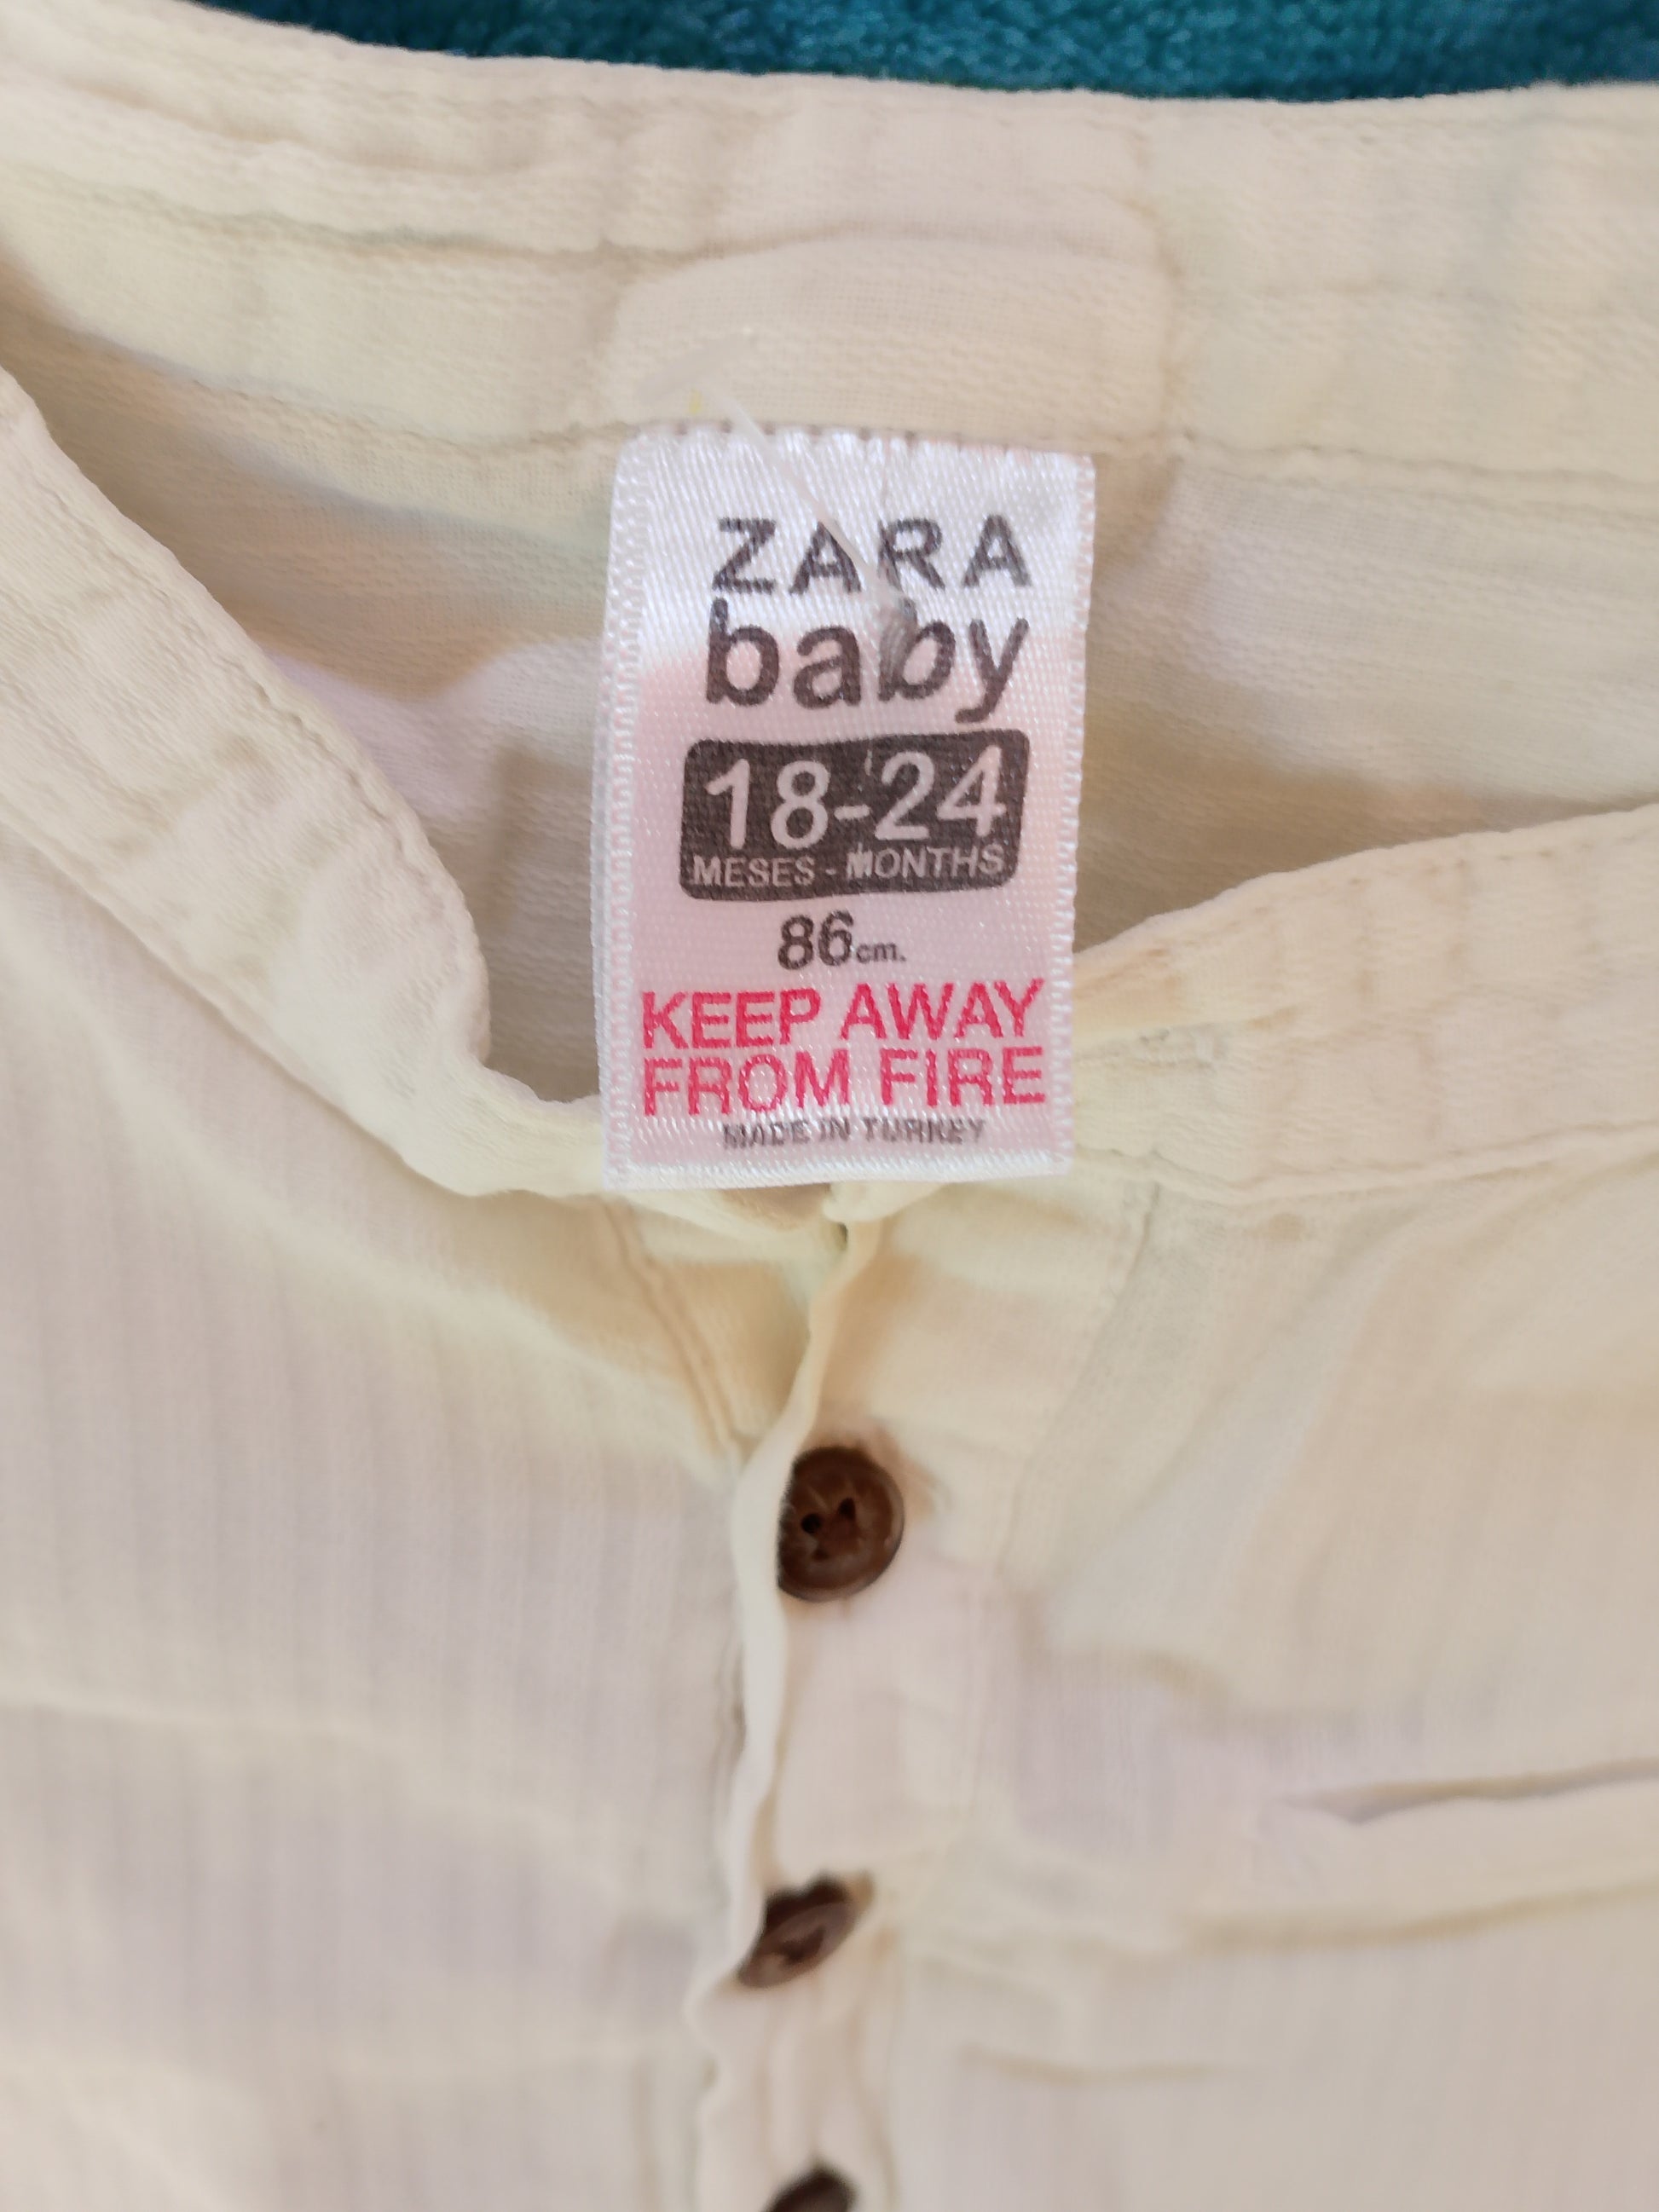 ZARA
baby
18-24
MESES - MONTHS
86cm.
KEEP AWAY
FROM FIRE
MADE IN TURKEY